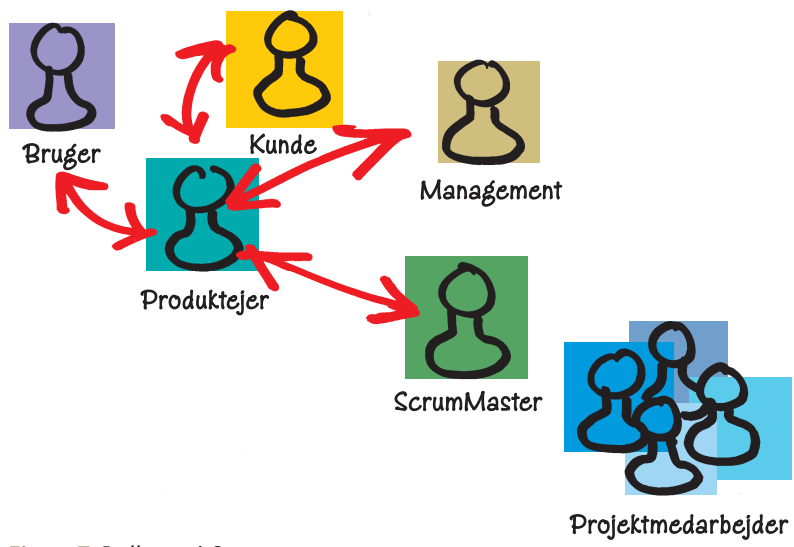 Kunde
Bruger
Management
Produktejer
ScrumMaster
Projektmedarbejder